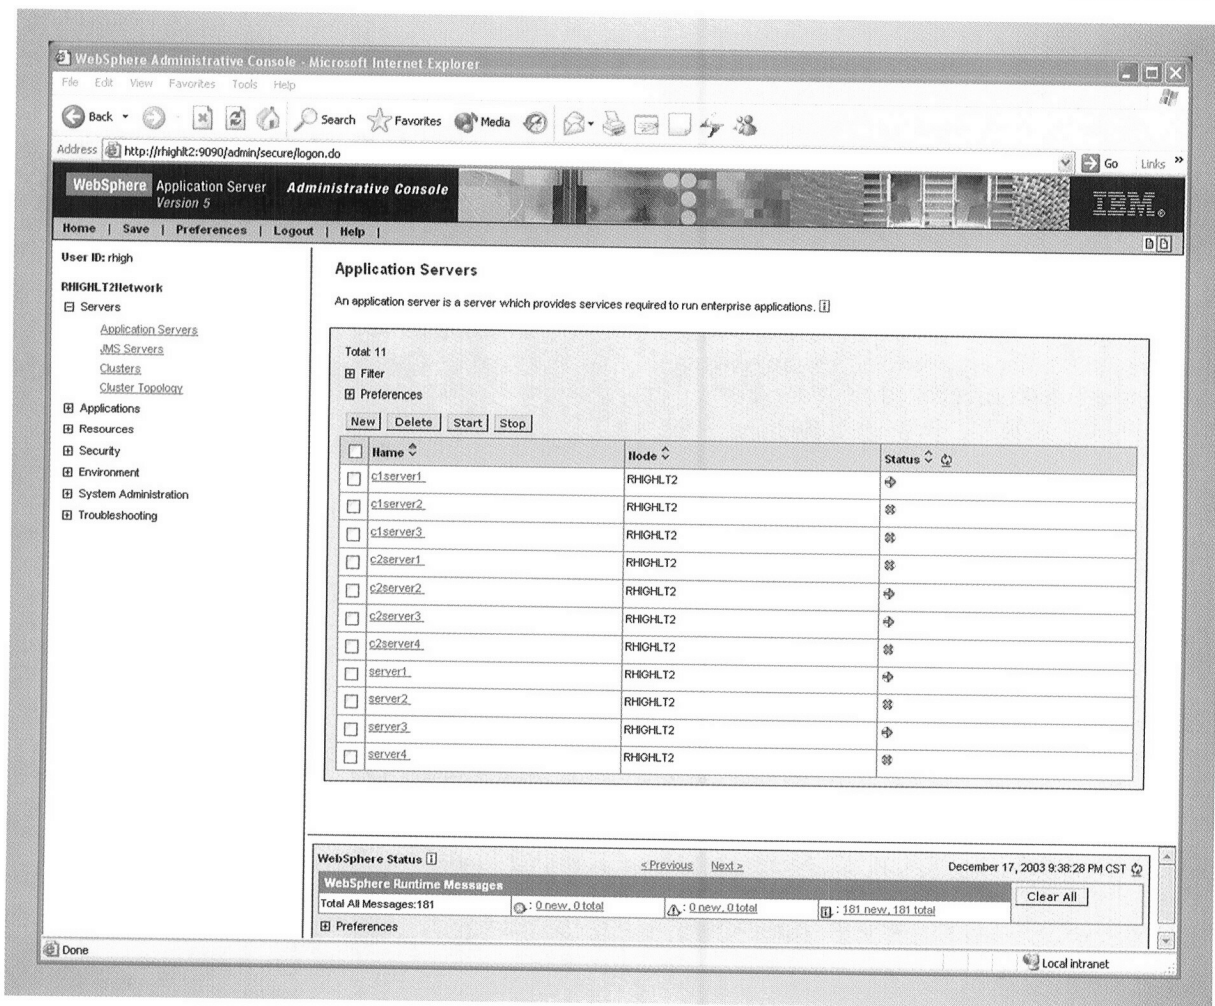 WebSphere Administrative Console - Microsoft Internet Explorer
File Edit View Favorites Tools Help
Back Search Favorites Media
Address http://rhighlt2:9090/admin/secure/logon.do Go Links »
WebSphere Application Server Administrative Console
Version 5
IBM
Home | Save | Preferences | Logout | Help |
User ID: rhigh
RHIGHLT2Network
Servers
Application Servers
JMS Servers
Clusters
Cluster Topology
Applications
Resources
Security
Environment
System Administration
Troubleshooting
Application Servers
An application server is a server which provides services required to run enterprise applications. i
Total: 11
Filter
Preferences
New Delete Start Stop
Name Node Status
c1server1 RHIGHLT2
c1server2 RHIGHLT2
c1server3 RHIGHLT2
c2server1 RHIGHLT2
c2server2 RHIGHLT2
c2server3 RHIGHLT2
c2server4 RHIGHLT2
server1 RHIGHLT2
server2 RHIGHLT2
server3 RHIGHLT2
server4 RHIGHLT2
WebSphere Status i < Previous Next > December 17, 2003 9:38:28 PM CST
WebSphere Runtime Messages Clear All
Total All Messages:181 : 0 new, 0 total : 0 new, 0 total : 181 new, 181 total
Preferences
Done Local intranet